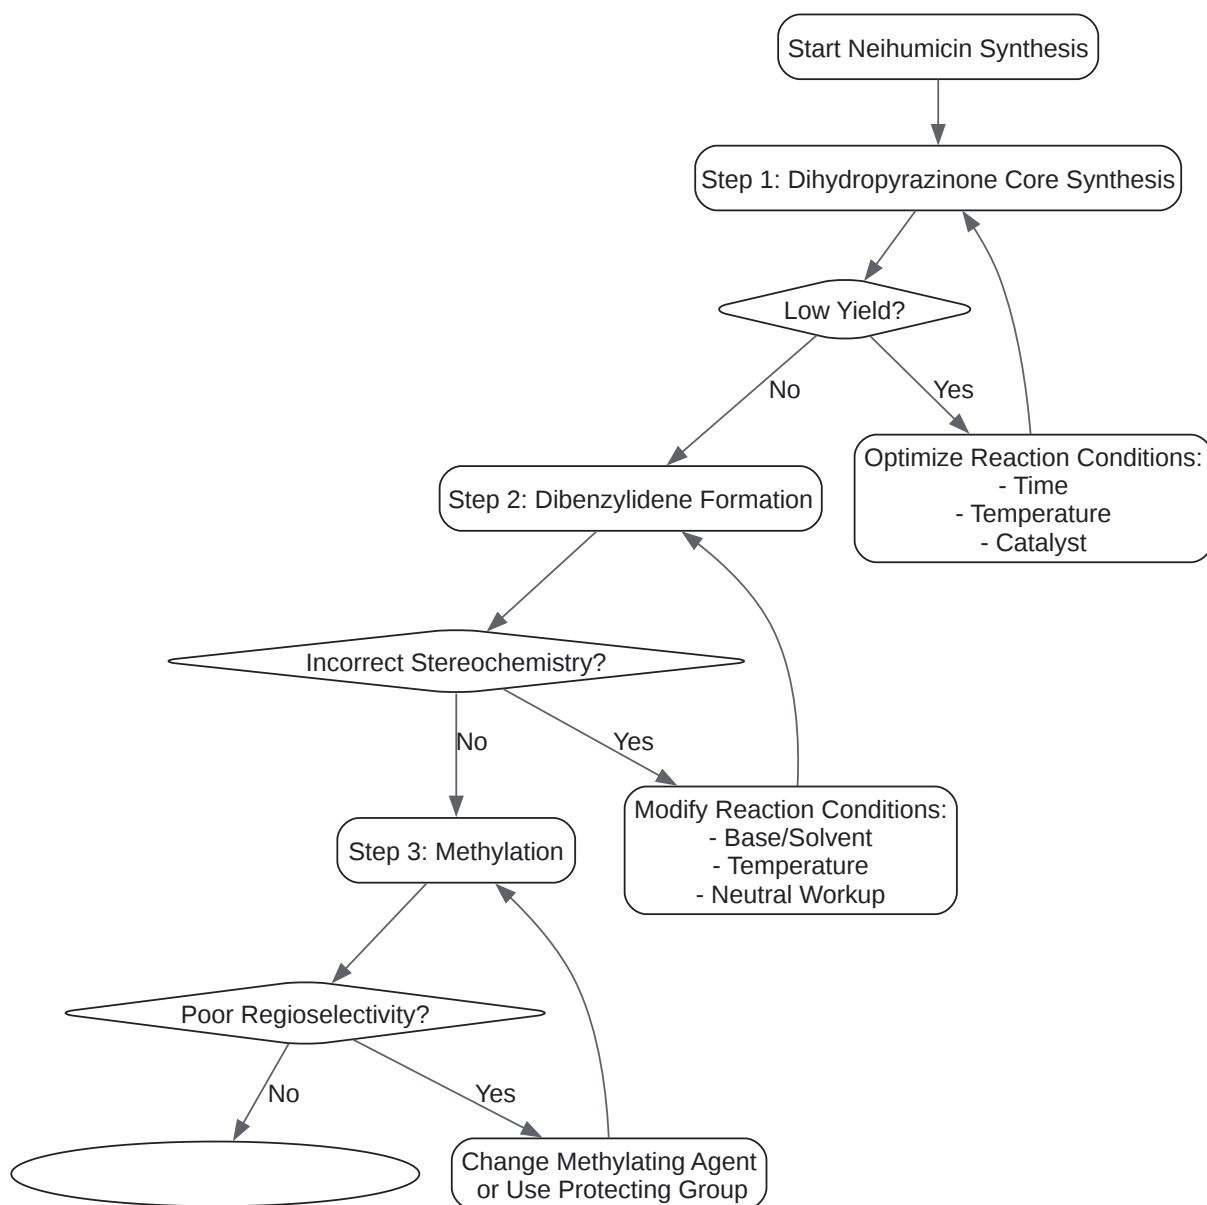 Start Neihumicin Synthesis
Step 1: Dihydropyrazinone Core Synthesis
Low Yield?
No
Yes
Optimize Reaction Conditions:
- Time
- Temperature
- Catalyst
Step 2: Dibenzylidene Formation
Incorrect Stereochemistry?
No
Yes
Modify Reaction Conditions:
- Base/Solvent
- Temperature
- Neutral Workup
Step 3: Methylation
Poor Regioselectivity?
No
Yes
Change Methylating Agent
or Use Protecting Group